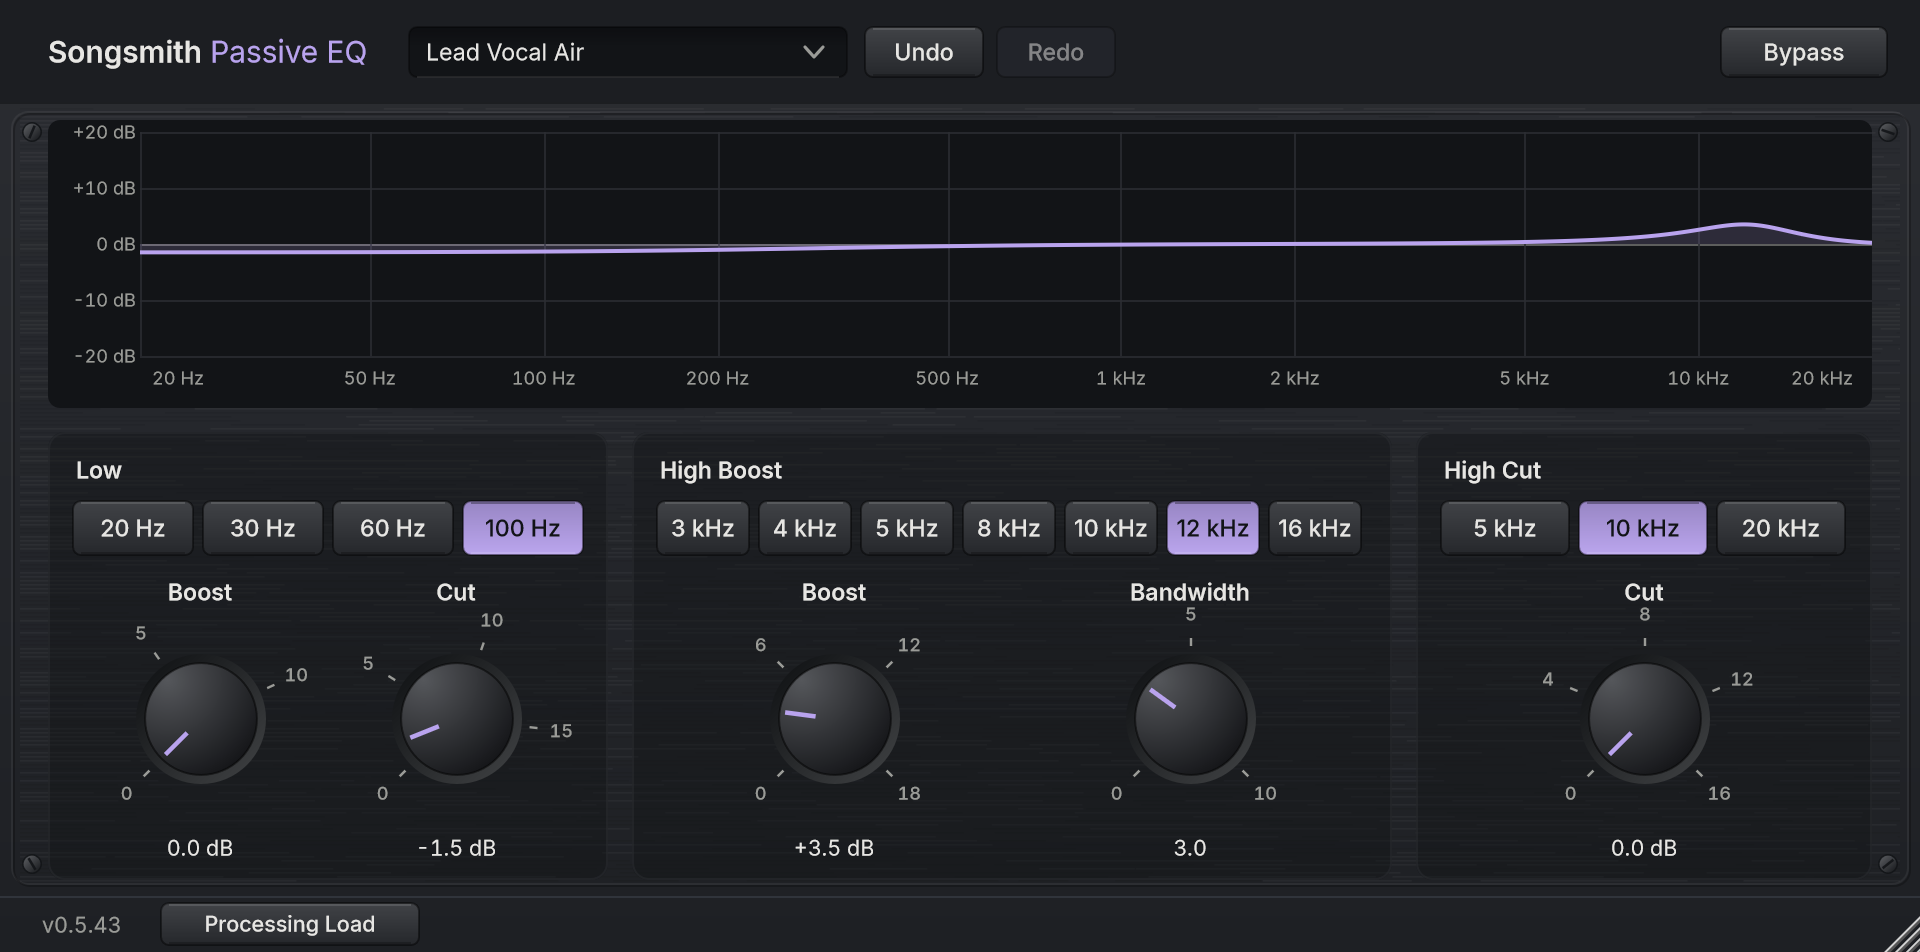 Songsmith Passive EQ
Lead Vocal Air
Undo
Redo
Bypass
+20 dB
+10 dB
0 dB
-10 dB
-20 dB
20 Hz 50 Hz 100 Hz 200 Hz 500 Hz 1 kHz 2 kHz 5 kHz 10 kHz 20 kHz
Low
20 Hz 30 Hz 60 Hz 100 Hz
Boost
0 5 10
0.0 dB
Cut
0 5 10 15
-1.5 dB
High Boost
3 kHz 4 kHz 5 kHz 8 kHz 10 kHz 12 kHz 16 kHz
Boost
0 6 12 18
+3.5 dB
Bandwidth
0 5 10
3.0
High Cut
5 kHz 10 kHz 20 kHz
Cut
0 4 8 12 16
0.0 dB
v0.5.43
Processing Load